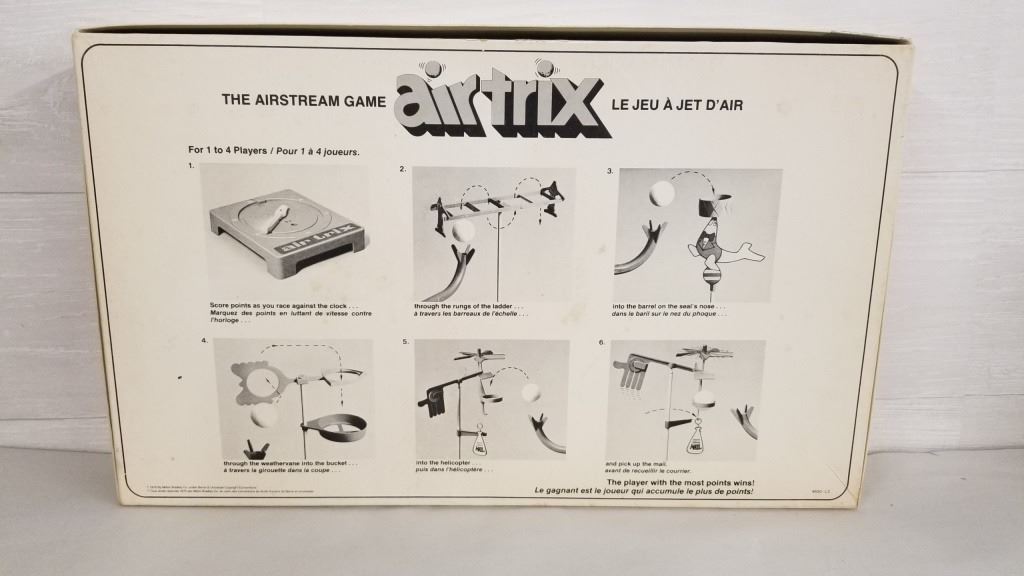 THE AIRSTREAM GAME air trix LE JEU À JET D'AIR
For 1 to 4 Players / Pour 1 à 4 joueurs.
1.
air trix
Score points as you race against the clock . . .
Marquez des points en luttant de vitesse contre
l'horloge . . .
2.
through the rungs of the ladder . . .
à travers les barreaux de l'échelle . . .
3.
into the barrel on the seal's nose . . .
dans le baril sur le nez du phoque . . .
4.
through the weathervane into the bucket . . .
à travers la girouette dans la coupe . . .
5.
into the helicopter . . .
puis dans l'hélicoptère . . .
6.
and pick up the mail.
avant de recueillir le courrier.
The player with the most points wins!
Le gagnant est le joueur qui accumule le plus de points!